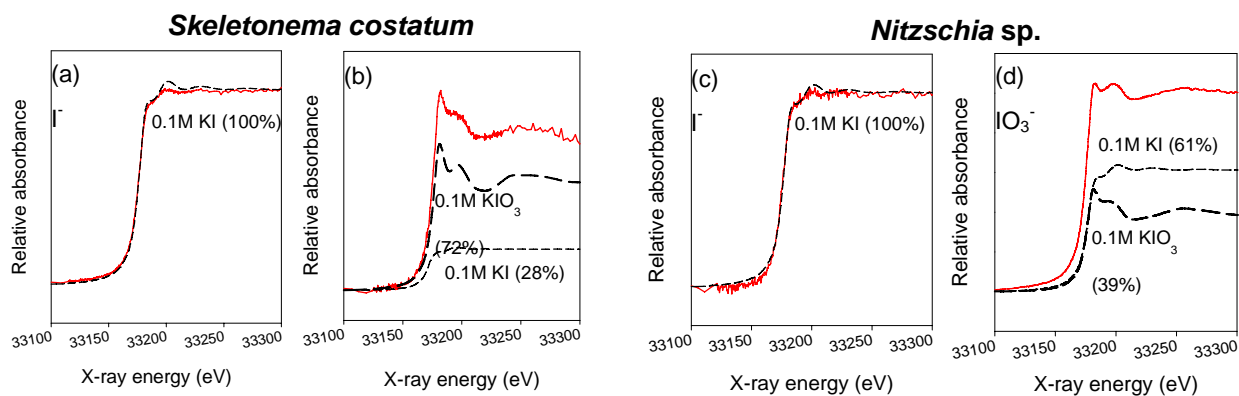 Skeletonema costatum
Nitzschia sp.
(a)
I-
0.1M KI (100%)
Relative absorbance
33100
33150
33200
33250
33300
X-ray energy (eV)
(b)
0.1M KIO3
(72%)
0.1M KI (28%)
Relative absorbance
33100
33150
33200
33250
33300
X-ray energy (eV)
(c)
I-
0.1M KI (100%)
Relative absorbance
33100
33150
33200
33250
33300
X-ray energy (eV)
(d)
IO3-
0.1M KI (61%)
0.1M KIO3
(39%)
Relative absorbance
33100
33150
33200
33250
33300
X-ray energy (eV)